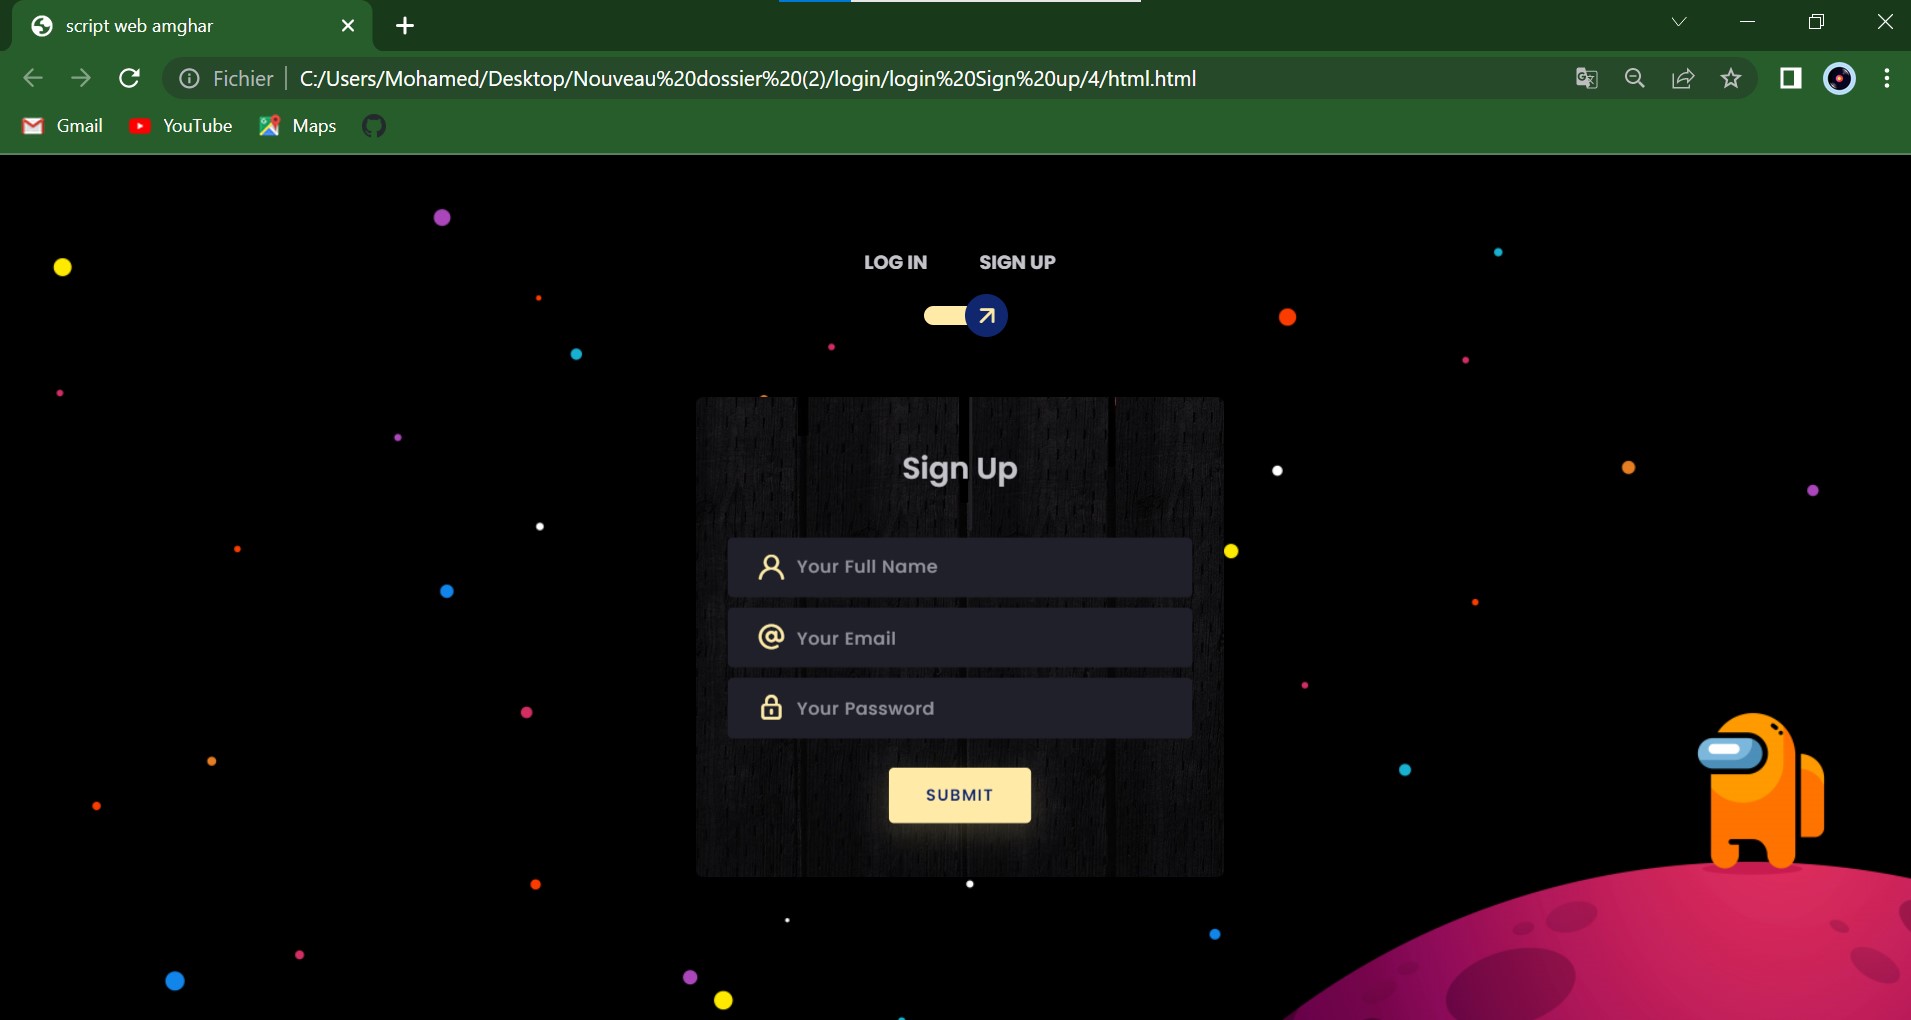 script web amghar
Fichier C:/Users/Mohamed/Desktop/Nouveau%20dossier%20(2)/login/login%20Sign%20up/4/html.html
Gmail YouTube Maps
LOG IN SIGN UP
Sign Up
Your Full Name
@ Your Email
Your Password
SUBMIT